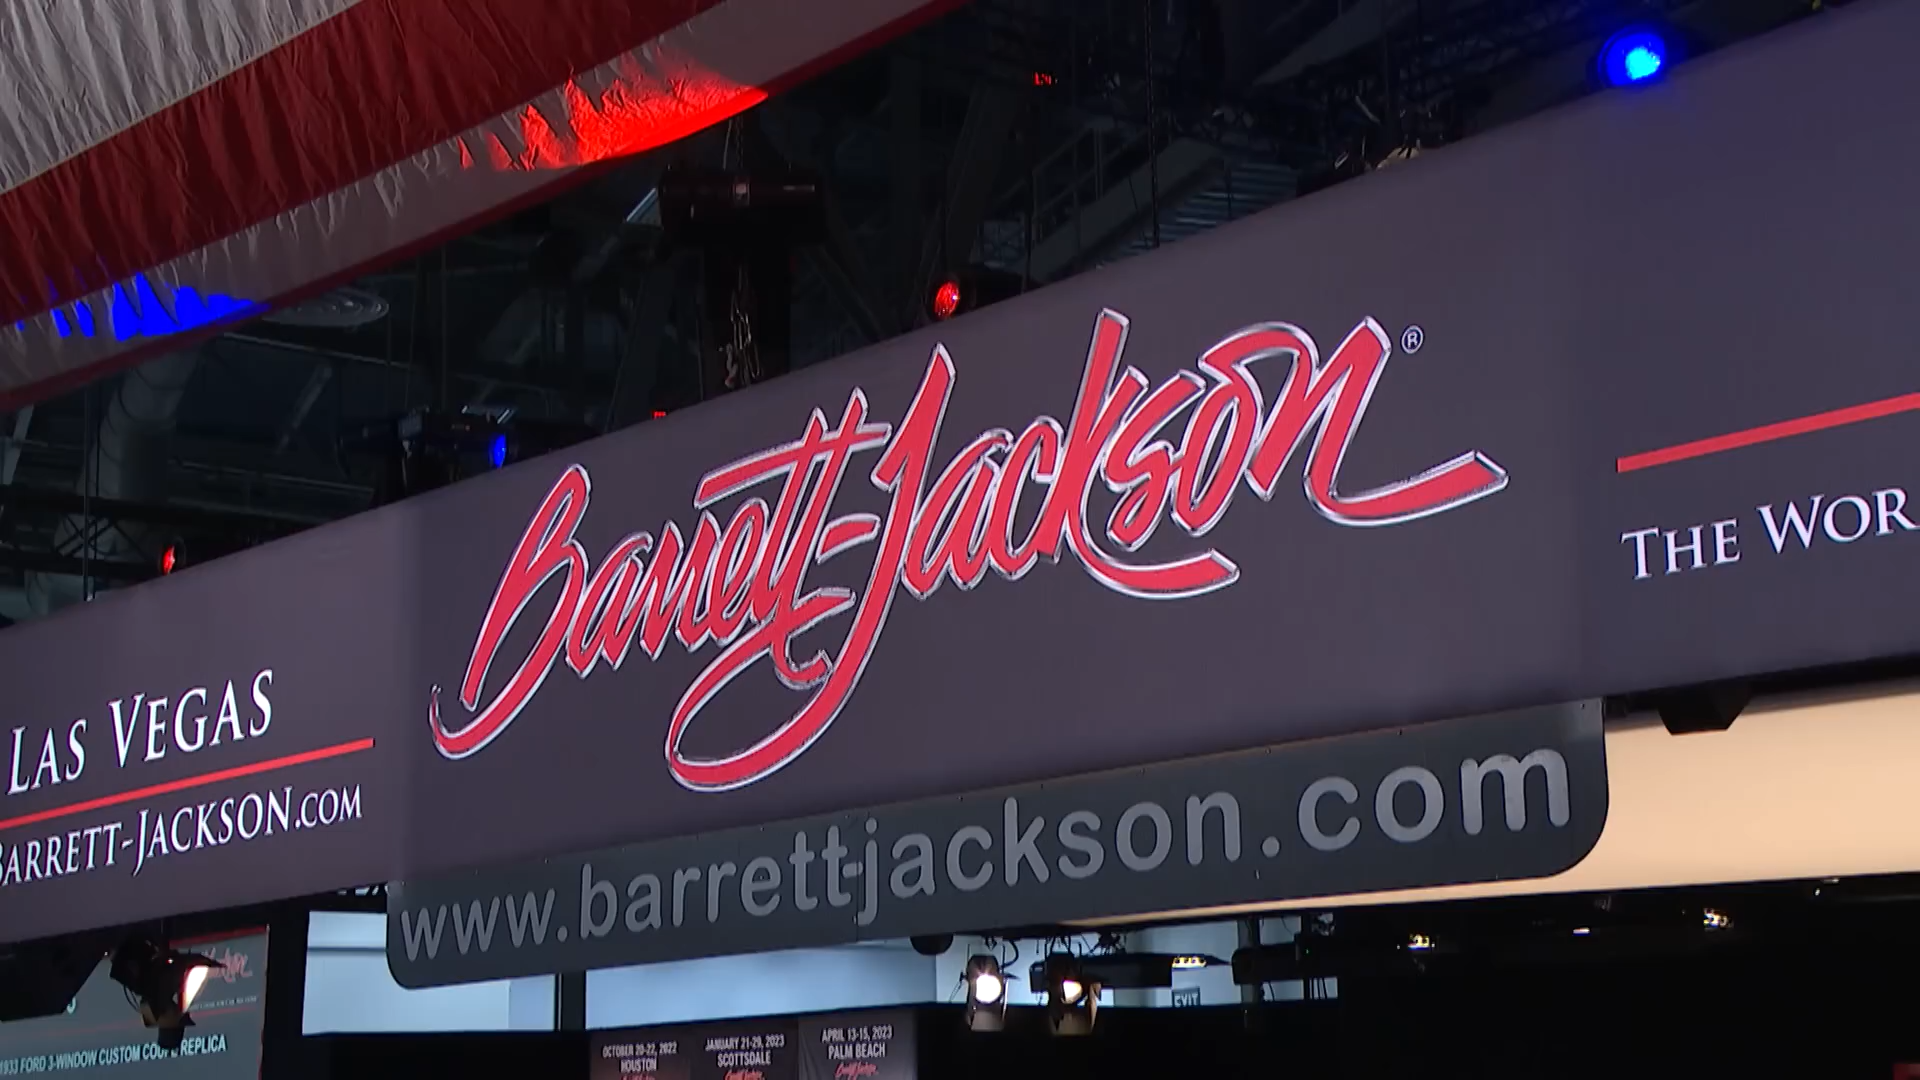 Barrett-Jackson®
THE WOR
LAS VEGAS
BARRETT-JACKSON.COM
www.barrett-jackson.com
EXIT
1933 FORD 3-WINDOW CUSTOM COUPE REPLICA
OCTOBER 20-22, 2022
HOUSTON
JANUARY 21-29, 2023
SCOTTSDALE
APRIL 13-15, 2023
PALM BEACH